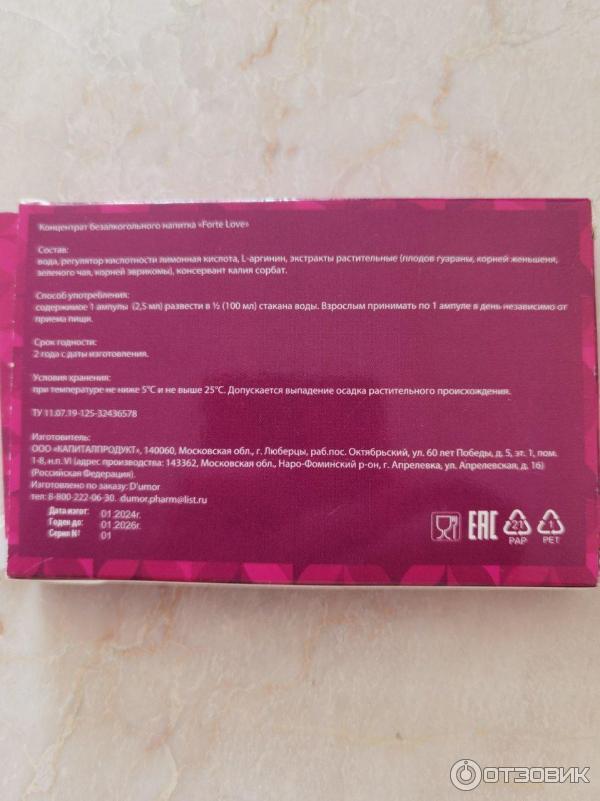 Концентрат безалкогольного напитка «Forte Love»
Состав:
вода, регулятор кислотности лимонная кислота, L-аргинин, экстракты растительные (плодов гуараны, корней женьшеня,
зеленого чая, корней эврикомы), консервант калия сорбат.
Способ употребления:
содержимое 1 ампулы (2,5 мл) развести в ½ (100 мл) стакана воды. Взрослым принимать по 1 ампуле в день независимо от
приема пищи.
Срок годности:
2 года с даты изготовления.
Условия хранения:
при температуре не ниже 5°С и не выше 25°С. Допускается выпадение осадка растительного происхождения.
ТУ 11.07.19-125-32436578
Изготовитель:
ООО «КАПИТАЛПРОДУКТ», 140060, Московская обл., г. Люберцы, раб.пос. Октябрьский, ул. 60 лет Победы, д. 5, эт. 1, пом.
1-8, н.п. VI (адрес производства: 143362, Московская обл., Наро-Фоминский р-он, г. Апрелевка, ул. Апрелевская, д. 16)
(Российская Федерация).
Изготовлено по заказу: D'umor
тел: 8-800-222-06-30. dumor.pharm@list.ru
Дата изгот: 01.2024г
Годен до: 01.2026г.
Серия №: 01
EAC
21
PAP
1
PET
ОТЗОВИК